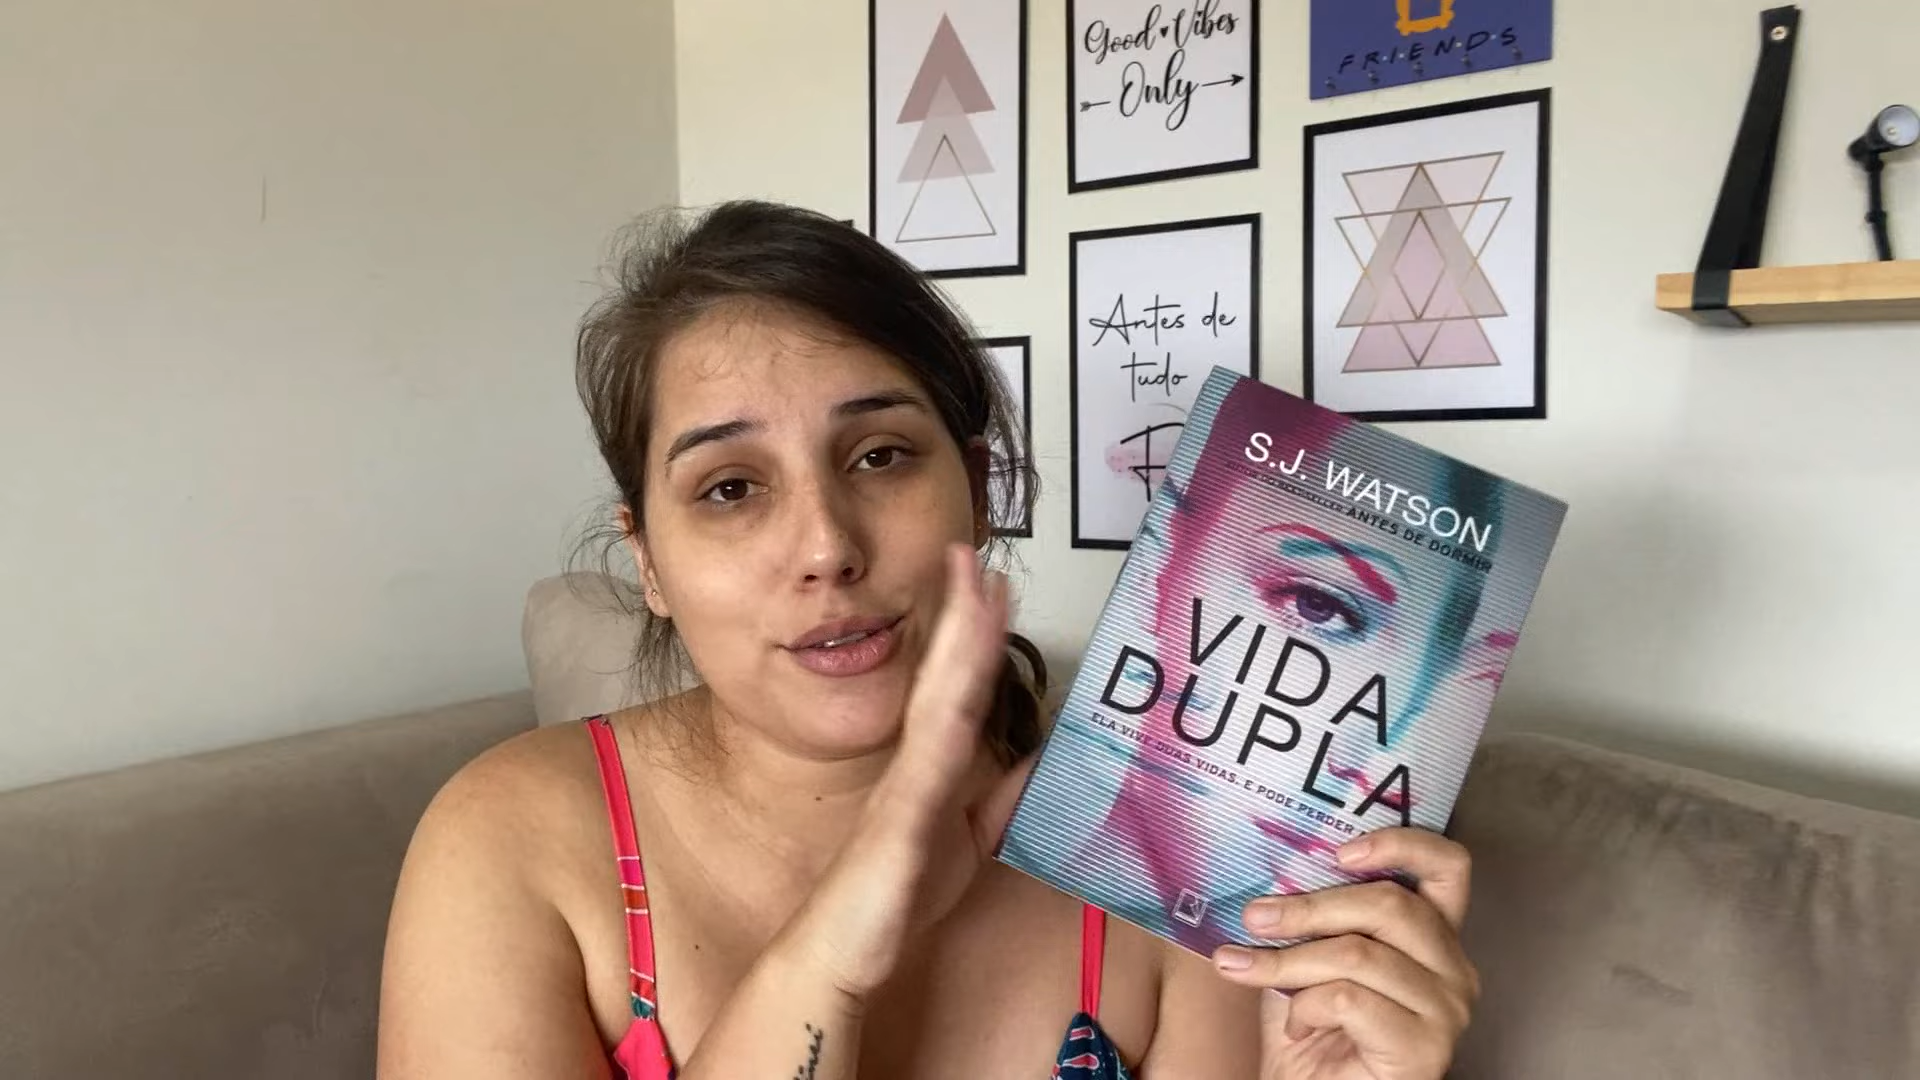 Good Vibes
Only
F·R·I·E·N·D·S
Antes de
tudo
S.J. WATSON
ANTES DE DORMIR
VIDA
DUPLA
ELA VIVE DUAS VIDAS, E PODE PERDER A